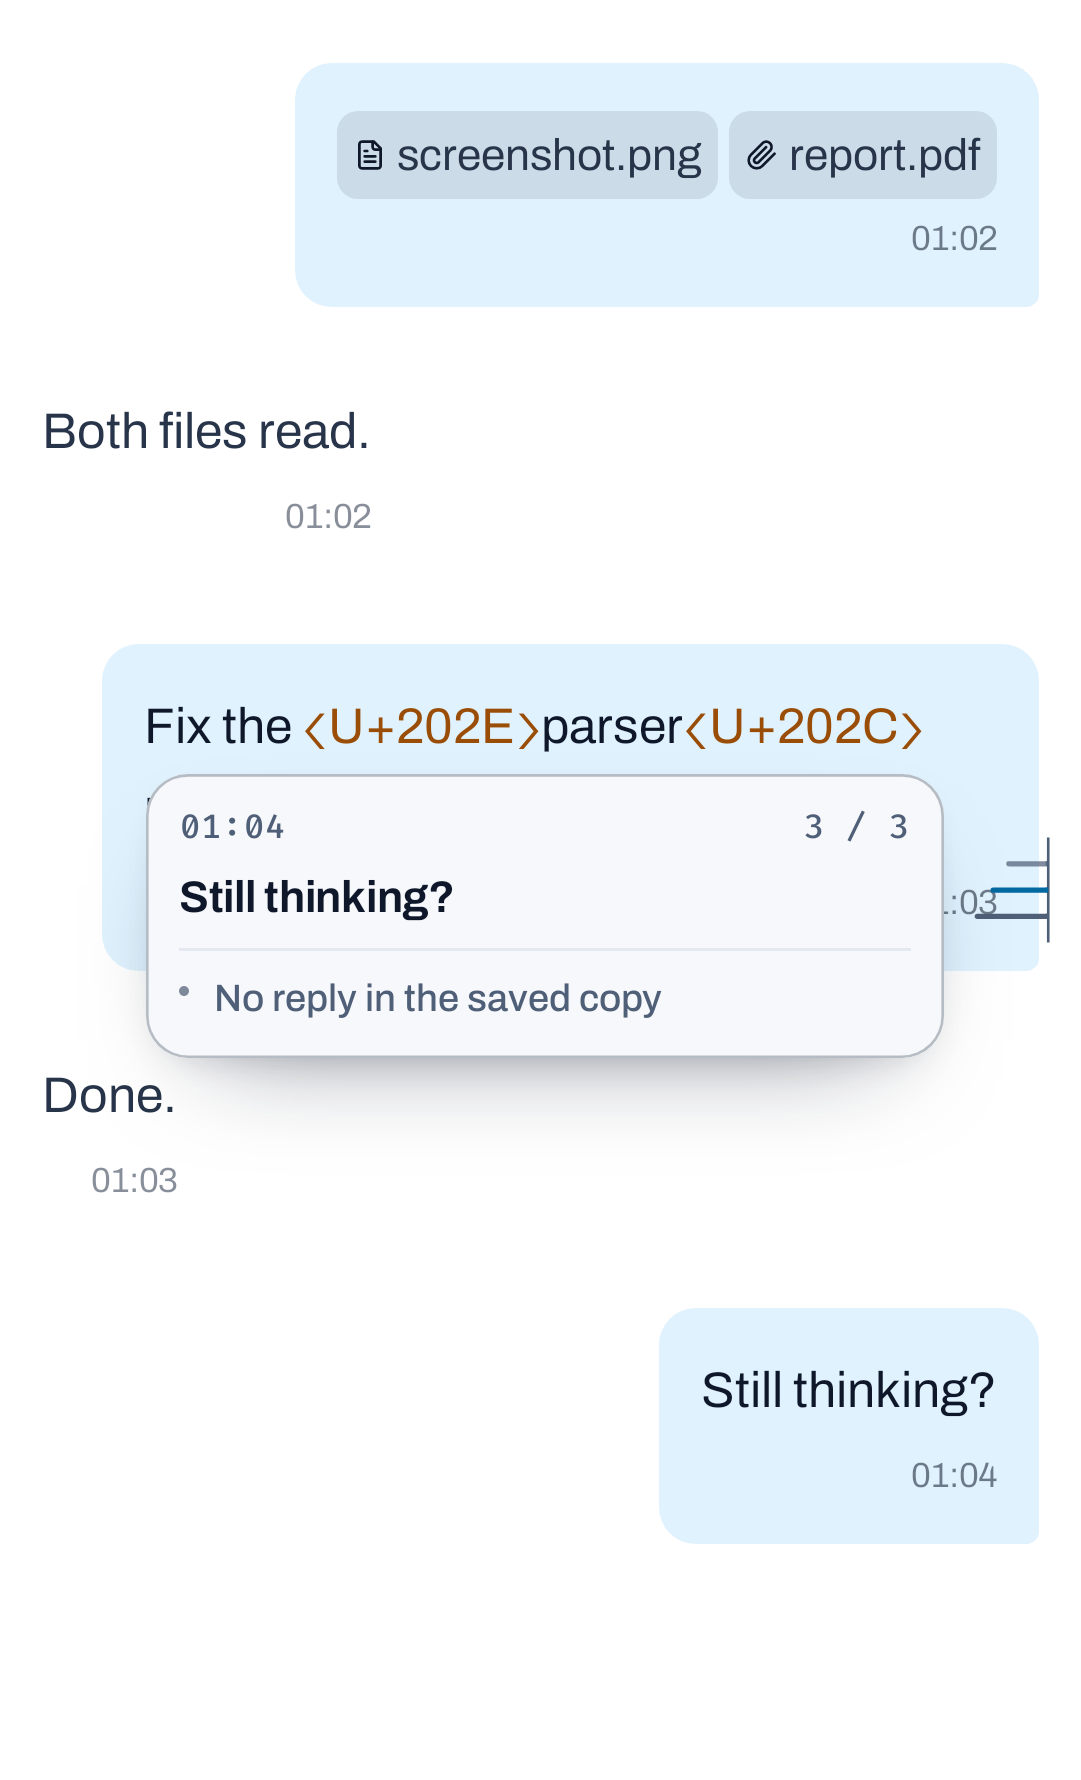 screenshot.png report.pdf
01:02
Both files read.
01:02
Fix the 〈U+202E〉parser〈U+202C〉
01:04 3 / 3
Still thinking?
:03
• No reply in the saved copy
Done.
01:03
Still thinking?
01:04